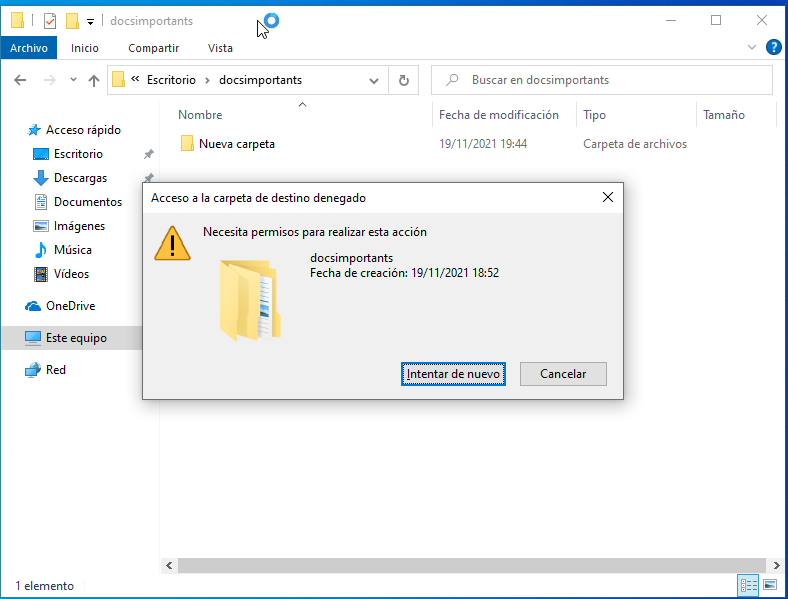 docsimportants
Archivo Inicio Compartir Vista
?
« Escritorio › docsimportants
Buscar en docsimportants
Nombre Fecha de modificación Tipo Tamaño
Nueva carpeta 19/11/2021 19:44 Carpeta de archivos
Acceso rápido
Escritorio
Descargas
Documentos
Imágenes
Música
Vídeos
OneDrive
Este equipo
Red
Acceso a la carpeta de destino denegado
Necesita permisos para realizar esta acción
docsimportants
Fecha de creación: 19/11/2021 18:52
Intentar de nuevo Cancelar
1 elemento